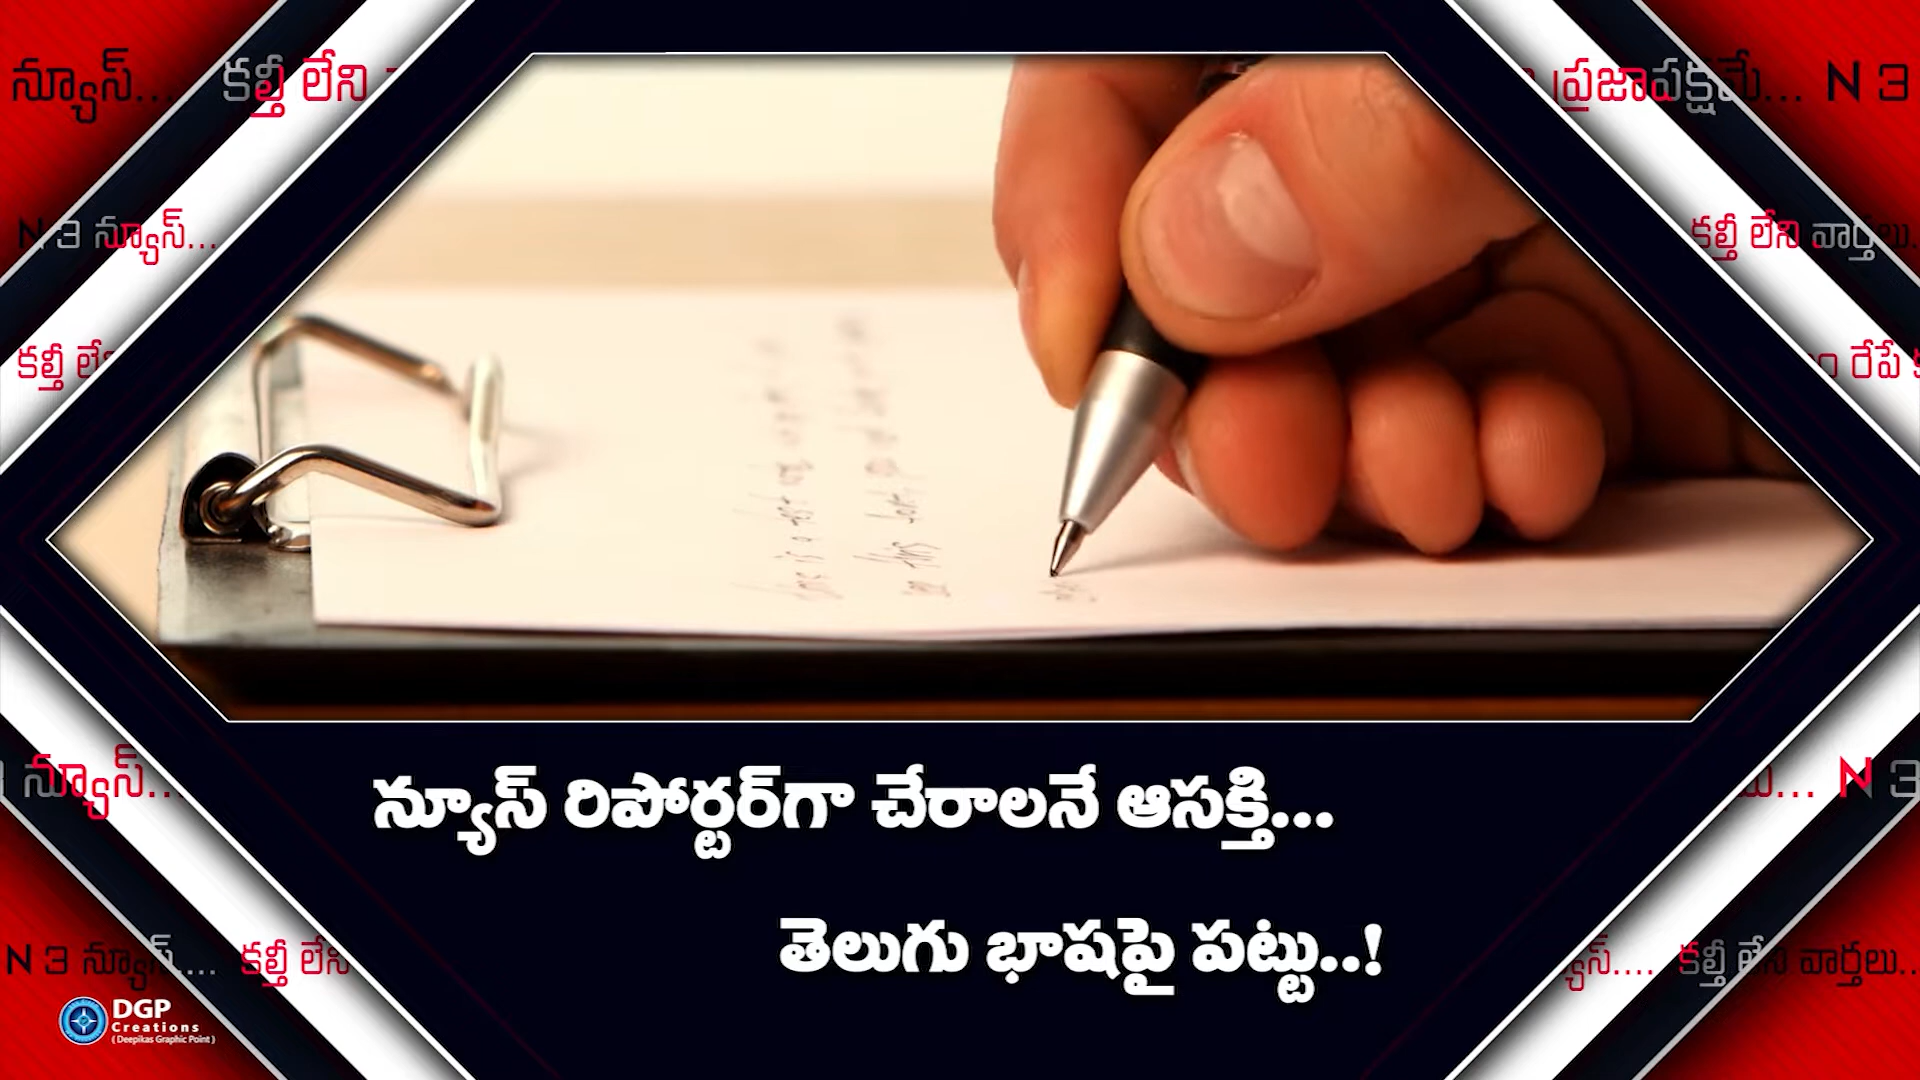 న్యూస్... కల్తీ లేని
ప్రజాపక్షమే... N 3
N 3 న్యూస్...
కల్తీ లేని వార్తలు..
కల్తీ
రేపే
న్యూస్ రిపోర్టర్‌గా చేరాలనే ఆసక్తి...
తెలుగు భాషపై పట్టు..!
న్యూస్..
N 3
N 3 న్యూస్.... కల్తీ లేని
కల్తీ లేని వార్తలు..
DGP
Creations
( Deepikas Graphic Point )